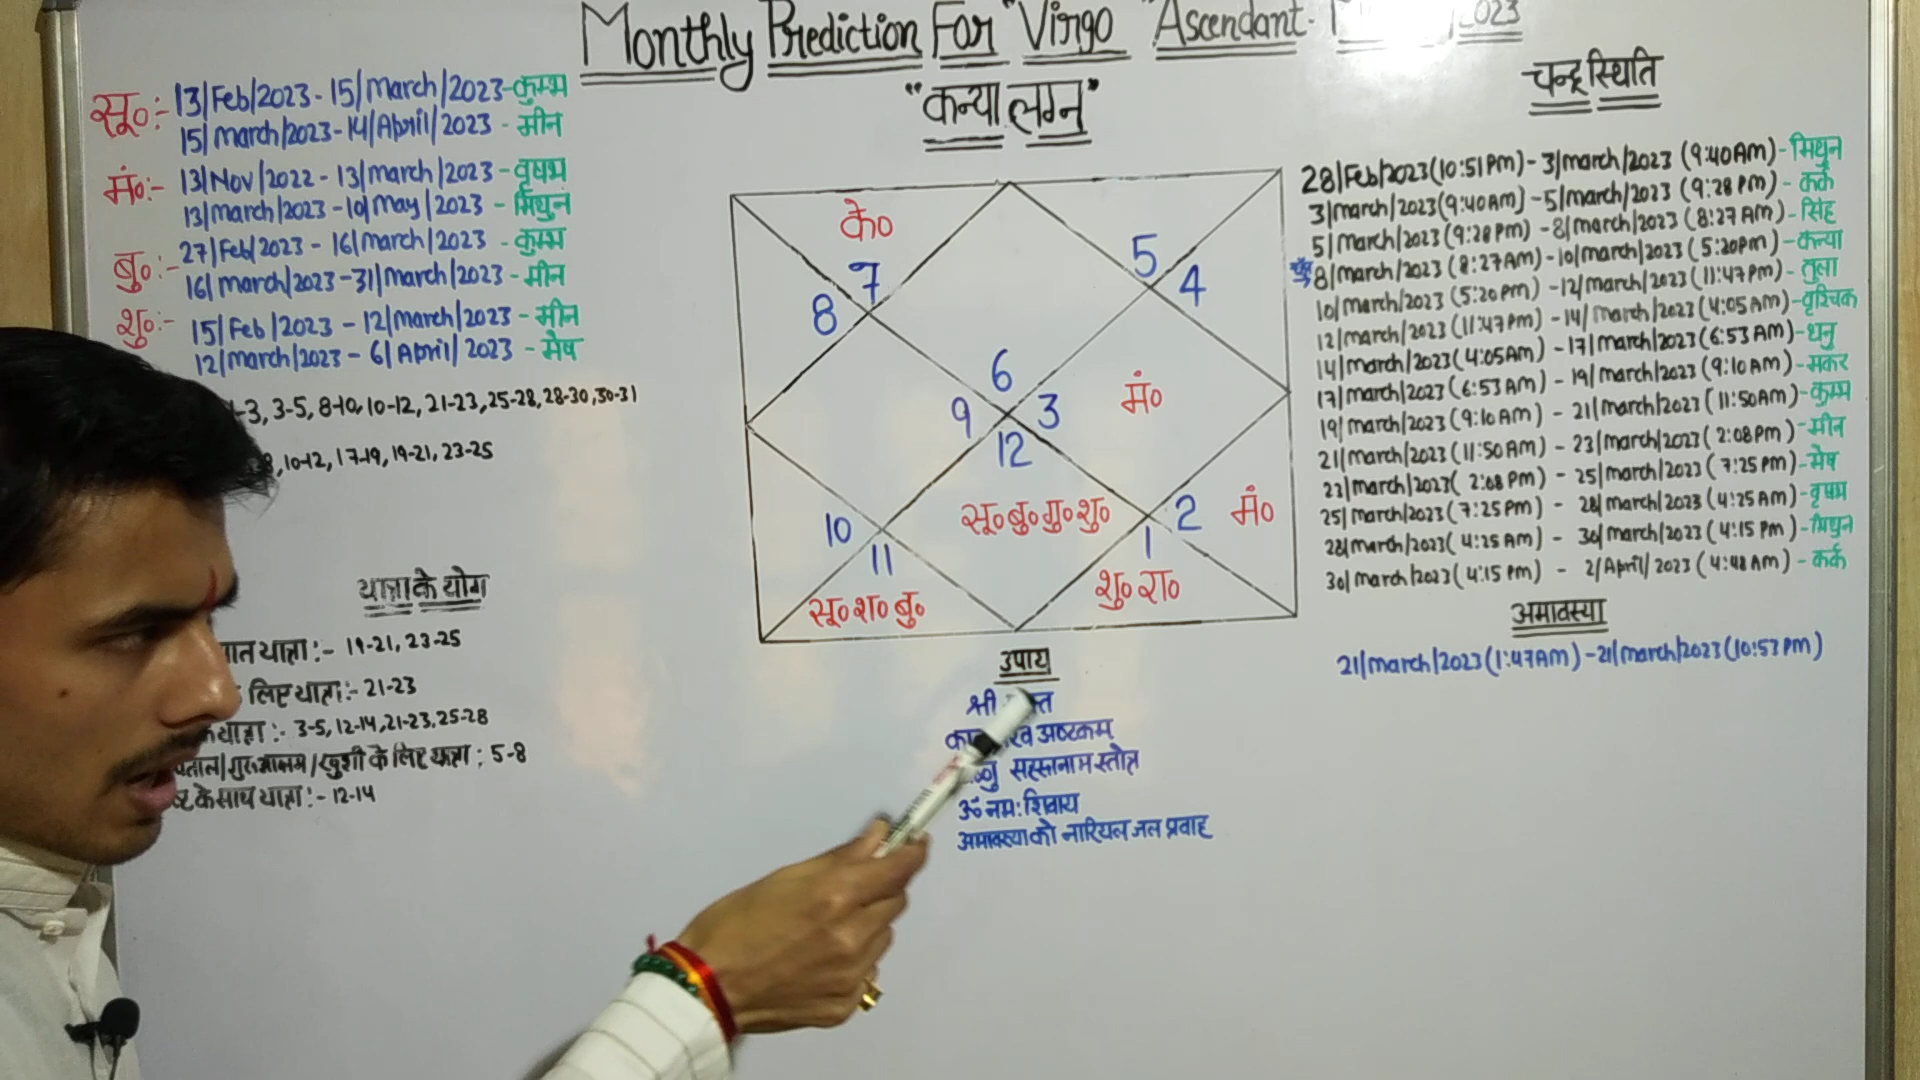 Monthly Prediction For "Virgo" Ascendant- 2023
"कन्या लग्न"
सू० :- 13/Feb/2023 - 15/March/2023 - कुम्भ
15/march/2023 - 14/April/2023 - मीन
मं० :- 13/Nov/2022 - 13/march/2023 - वृषभ
13/march/2023 - 10/May/2023 - मिथुन
बु० :- 27/Feb/2023 - 16/march/2023 - कुम्भ
16/march/2023 - 31/march/2023 - मीन
शु० :- 15/Feb/2023 - 12/march/2023 - मीन
12/march/2023 - 6/April/2023 - मेष
-3, 3-5, 8-10, 10-12, 21-23, 25-28, 28-30, 30-31
8, 10-12, 17-19, 19-21, 23-25
यात्रा के योग
यात्रा :- 19-21, 23-25
लिए यात्रा :- 21-23
यात्रा :- 3-5, 12-14, 21-23, 25-28
/खुशी के लिए यात्रा : 5-8
के साथ यात्रा :- 12-14
के०
7
8
5
4
6
9
3
मं०
12
सू० बु० गु० शु०
10
11
सू० श० बु०
2
मं०
1
शु० रा०
उपाय
श्री
अष्टकम
सहस्त्रनाम स्तोत्र
ॐ नमः शिवाय
अमावस्या को नारियल जल प्रवाह
चन्द्र स्थिति
28/Feb/2023 (10:51 Pm) - 3/march/2023 (9:40 Am) - मिथुन
3/march/2023 (9:40 Am) - 5/march/2023 (9:28 Pm) - कर्क
5/March/2023 (9:28 Pm) - 8/march/2023 (8:27 Am) - सिंह
8/march/2023 (8:27 Am) - 10/march/2023 (5:20 pm) - कन्या
10/march/2023 (5:20 pm) - 12/march/2023 (11:47 pm) - तुला
12/march/2023 (11:47 pm) - 14/march/2023 (4:05 Am) - वृश्चिक
14/march/2023 (4:05 Am) - 17/march/2023 (6:53 Am) - धनु
17/march/2023 (6:53 Am) - 19/march/2023 (9:10 Am) - मकर
19/march/2023 (9:10 Am) - 21/march/2023 (11:50 Am) - कुम्भ
21/march/2023 (11:50 Am) - 23/march/2023 (2:08 Pm) - मीन
23/march/2023 (2:08 Pm) - 25/march/2023 (7:25 Pm) - मेष
25/march/2023 (7:25 Pm) - 28/march/2023 (4:25 Am) - वृषभ
28/march/2023 (4:25 Am) - 30/march/2023 (4:15 Pm) - मिथुन
30/march/2023 (4:15 pm) - 2/April/2023 (4:48 Am) - कर्क
अमावस्या
21/march/2023 (1:47 Am) - 21/march/2023 (10:53 pm)